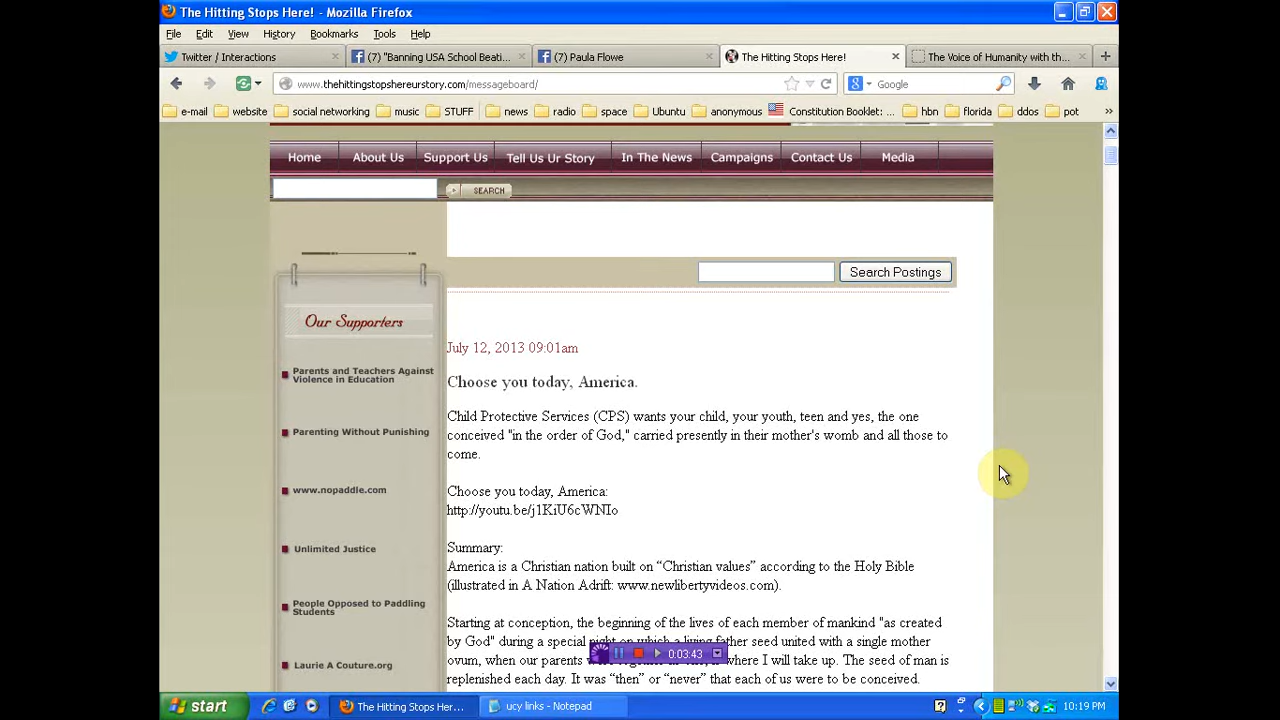 The Hitting Stops Here! - Mozilla Firefox
File Edit View History Bookmarks Tools Help
Twitter / Interactions
(7) "Banning USA School Beati...
(7) Paula Flowe
The Hitting Stops Here!
The Voice of Humanity with th...
www.thehittingstopshereurstory.com/messageboard/
Google
e-mail website social networking music STUFF news radio space Ubuntu anonymous Constitution Booklet: ... hbn florida ddos pot
Home About Us Support Us Tell Us Ur Story In The News Campaigns Contact Us Media
SEARCH
Search Postings
Our Supporters
Parents and Teachers Against
Violence in Education
Parenting Without Punishing
www.nopaddle.com
Unlimited Justice
People Opposed to Paddling
Students
Laurie A Couture.org
July 12, 2013 09:01am
Choose you today, America.
Child Protective Services (CPS) wants your child, your youth, teen and yes, the one
conceived "in the order of God," carried presently in their mother's womb and all those to
come.
Choose you today, America:
http://youtu.be/j1KiU6cWNIo
Summary:
America is a Christian nation built on “Christian values” according to the Holy Bible
(illustrated in A Nation Adrift: www.newlibertyvideos.com).
Starting at conception, the beginning of the lives of each member of mankind "as created
by God" during a special night on which a living father seed united with a single mother
ovum, when our parents where I will take up. The seed of man is
replenished each day. It was “then” or “never” that each of us were to be conceived.
0:03:43
start
The Hitting Stops Her...
ucy links - Notepad
10:19 PM